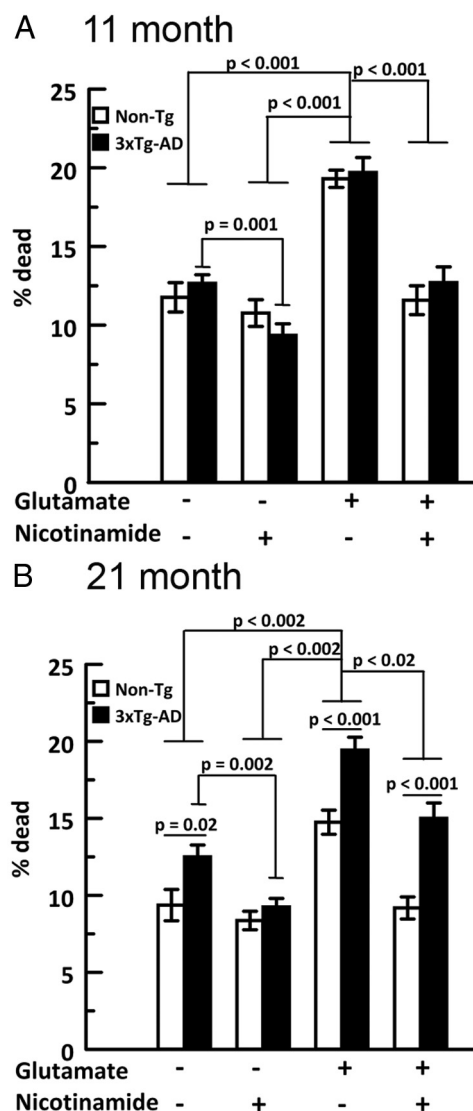 A 11 month
p < 0.001
p < 0.001
p < 0.001
25
Non-Tg
3xTg-AD
20
p = 0.001
% dead
15
10
5
0
Glutamate - - + +
Nicotinamide - + - +
B 21 month
p < 0.002
p < 0.002
p < 0.02
25
Non-Tg
3xTg-AD
p < 0.001
20
p = 0.002
p < 0.001
% dead
15
p = 0.02
10
5
0
Glutamate - - + +
Nicotinamide - + - +